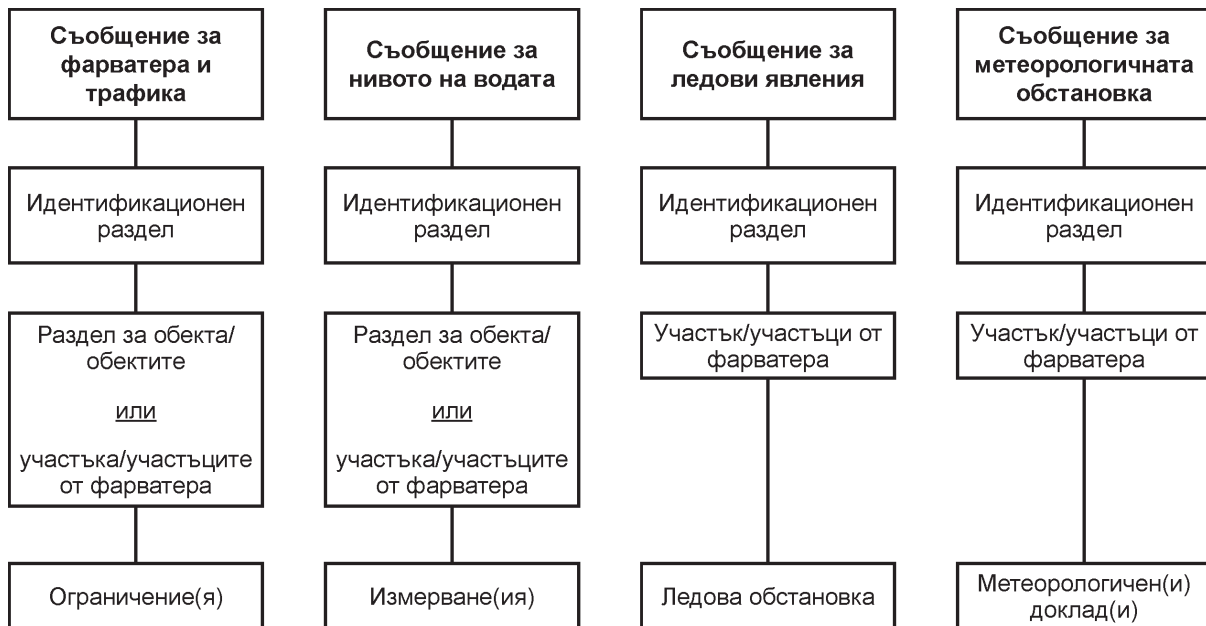 Съобщение за
фарватера и
трафика
Идентификационен
раздел
Раздел за обекта/
обектите
или
участъка/участъците
от фарватера
Ограничение(я)
Съобщение за
нивото на водата
Идентификационен
раздел
Раздел за обекта/
обектите
или
участъка/участъците
от фарватера
Измерване(ия)
Съобщение за
ледови явления
Идентификационен
раздел
Участък/участъци от
фарватера
Ледова обстановка
Съобщение за
метеорологичната
обстановка
Идентификационен
раздел
Участък/участъци от
фарватера
Метеорологичен(и)
доклад(и)